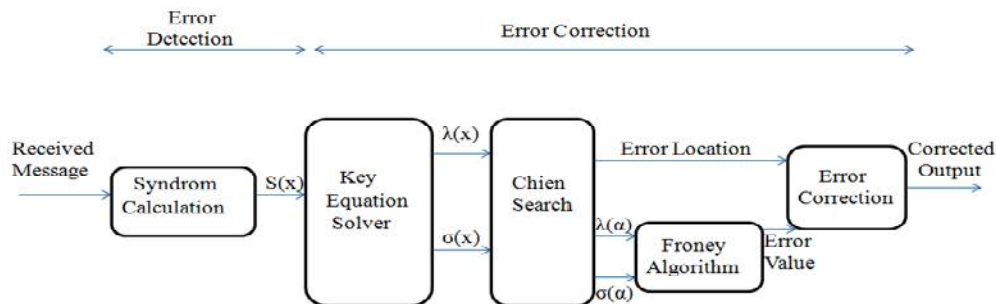 Error
Detection
Error Correction
Received
Message
Syndrom
Calculation
S(x)
Key
Equation
Solver
λ(x)
σ(x)
Chien
Search
Error Location
λ(α)
σ(α)
Froney
Algorithm
Error
Value
Error
Correction
Corrected
Output